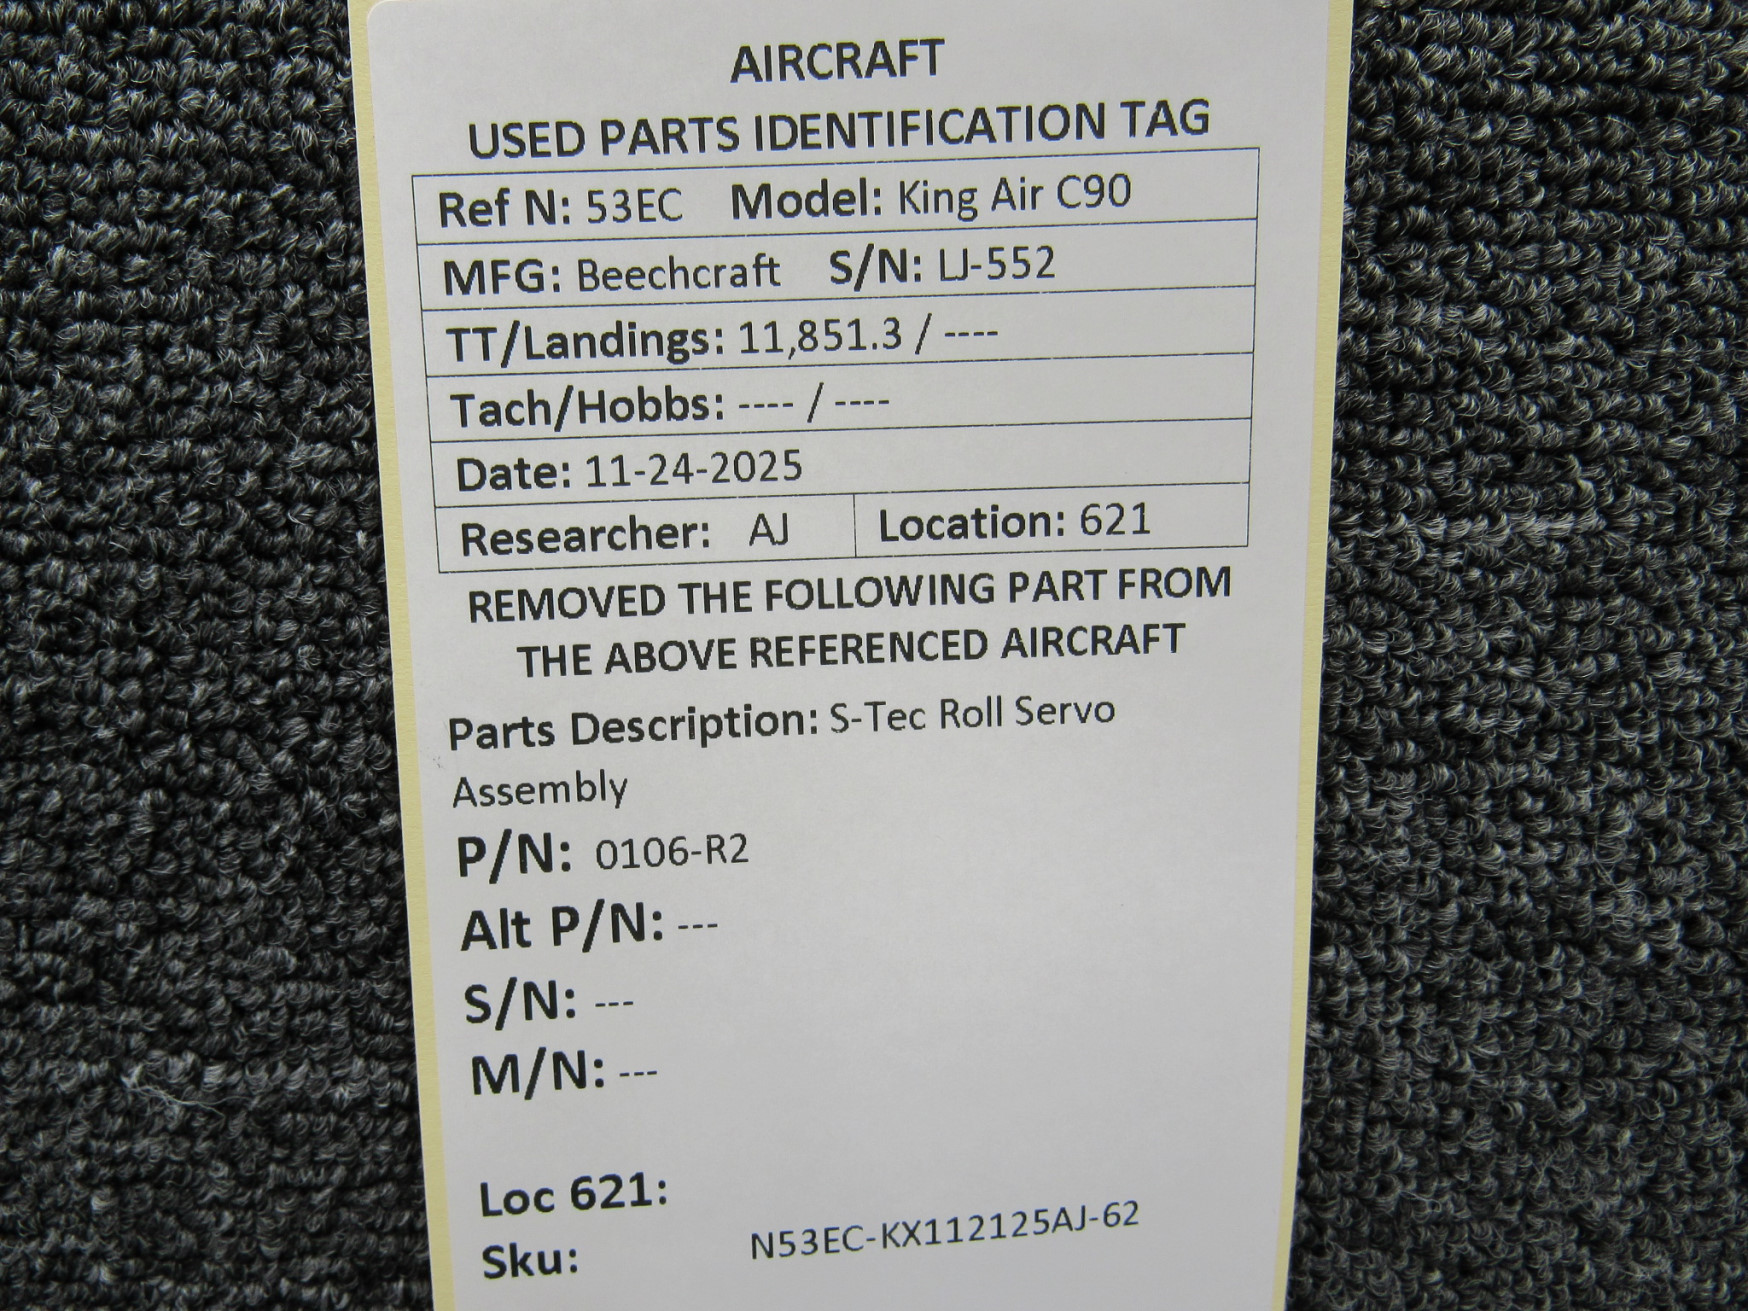 AIRCRAFT
USED PARTS IDENTIFICATION TAG
Ref N: 53EC Model: King Air C90
MFG: Beechcraft S/N: LJ-552
TT/Landings: 11,851.3 / ----
Tach/Hobbs: ---- / ----
Date: 11-24-2025
Researcher: AJ Location: 621
REMOVED THE FOLLOWING PART FROM
THE ABOVE REFERENCED AIRCRAFT
Parts Description: S-Tec Roll Servo
Assembly
P/N: 0106-R2
Alt P/N: ---
S/N: ---
M/N: ---
Loc 621:
Sku: N53EC-KX112125AJ-62